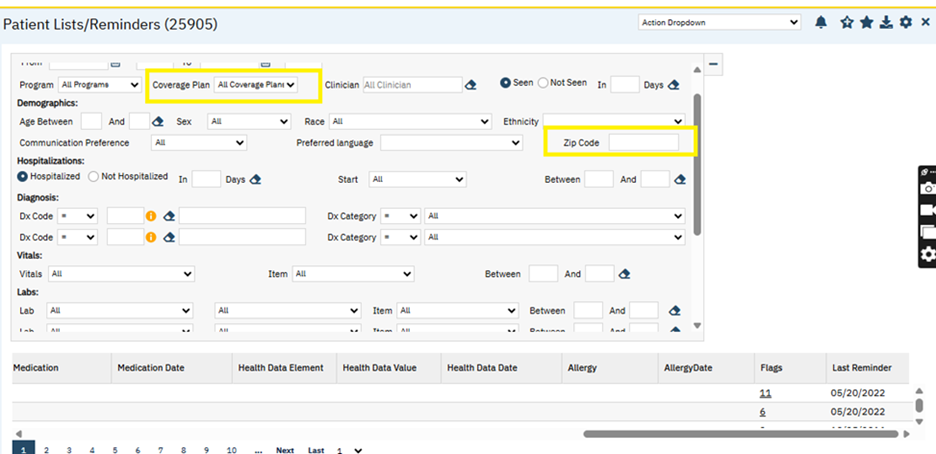 Patient Lists/Reminders (25905) Action Dropdown
From To
Program All Programs Coverage Plan All Coverage Plans Clinician All Clinician Seen Not Seen In Days
Demographics:
Age Between And Sex All Race All Ethnicity
Communication Preference All Preferred language Zip Code
Hospitalizations:
Hospitalized Not Hospitalized In Days Start All Between And
Diagnosis:
Dx Code = Dx Category = All
Dx Code = Dx Category = All
Vitals:
Vitals All Item All Between And
Labs:
Lab All All Item All Between And
Lab All All Item All Between And
Medication Medication Date Health Data Element Health Data Value Health Data Date Allergy AllergyDate Flags Last Reminder
11 05/20/2022
6 05/20/2022
1 2 3 4 5 6 7 8 9 10 ... Next Last 1